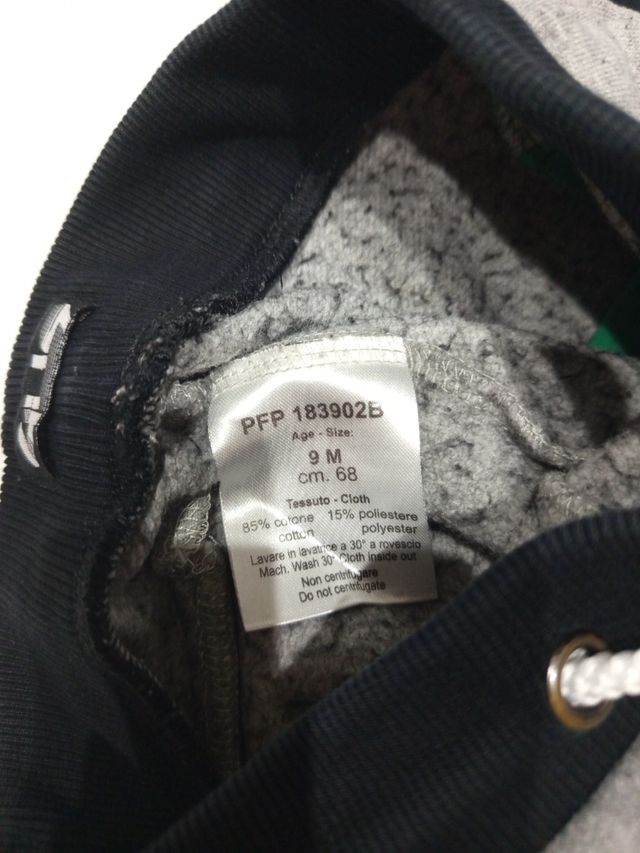 PFP 183902B
Age - Size:
9 M
cm. 68
Tessuto - Cloth
85% cotone 15% poliestere
cotton polyester
Lavare in lavatrice a 30° a rovescio
Mach. Wash 30° Cloth inside out
Non centrifugare
Do not centrifugate